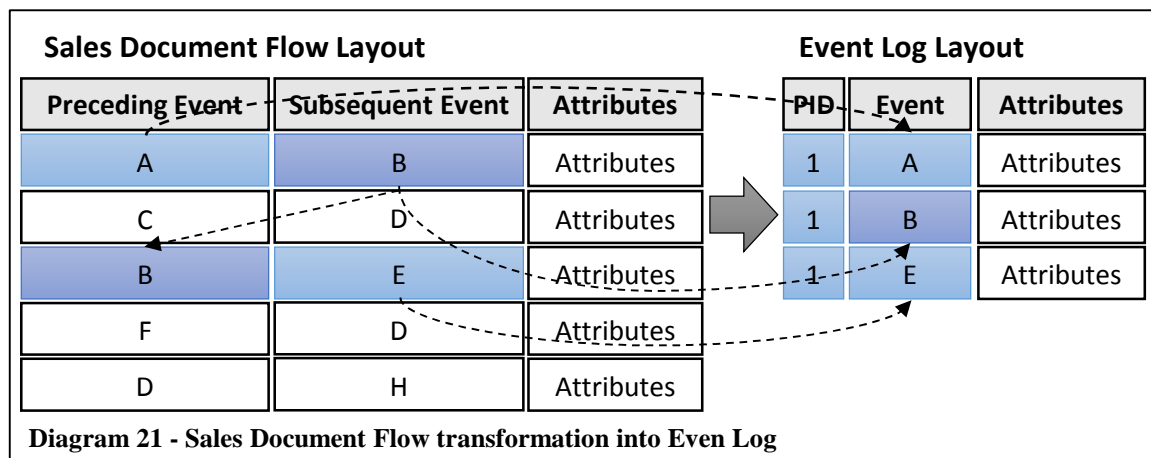 Sales Document Flow Layout Event Log Layout
Preceding Event Subsequent Event Attributes PID Event Attributes
A B Attributes 1 A Attributes
C D Attributes 1 B Attributes
B E Attributes 1 E Attributes
F D Attributes
D H Attributes
Diagram 21 - Sales Document Flow transformation into Even Log